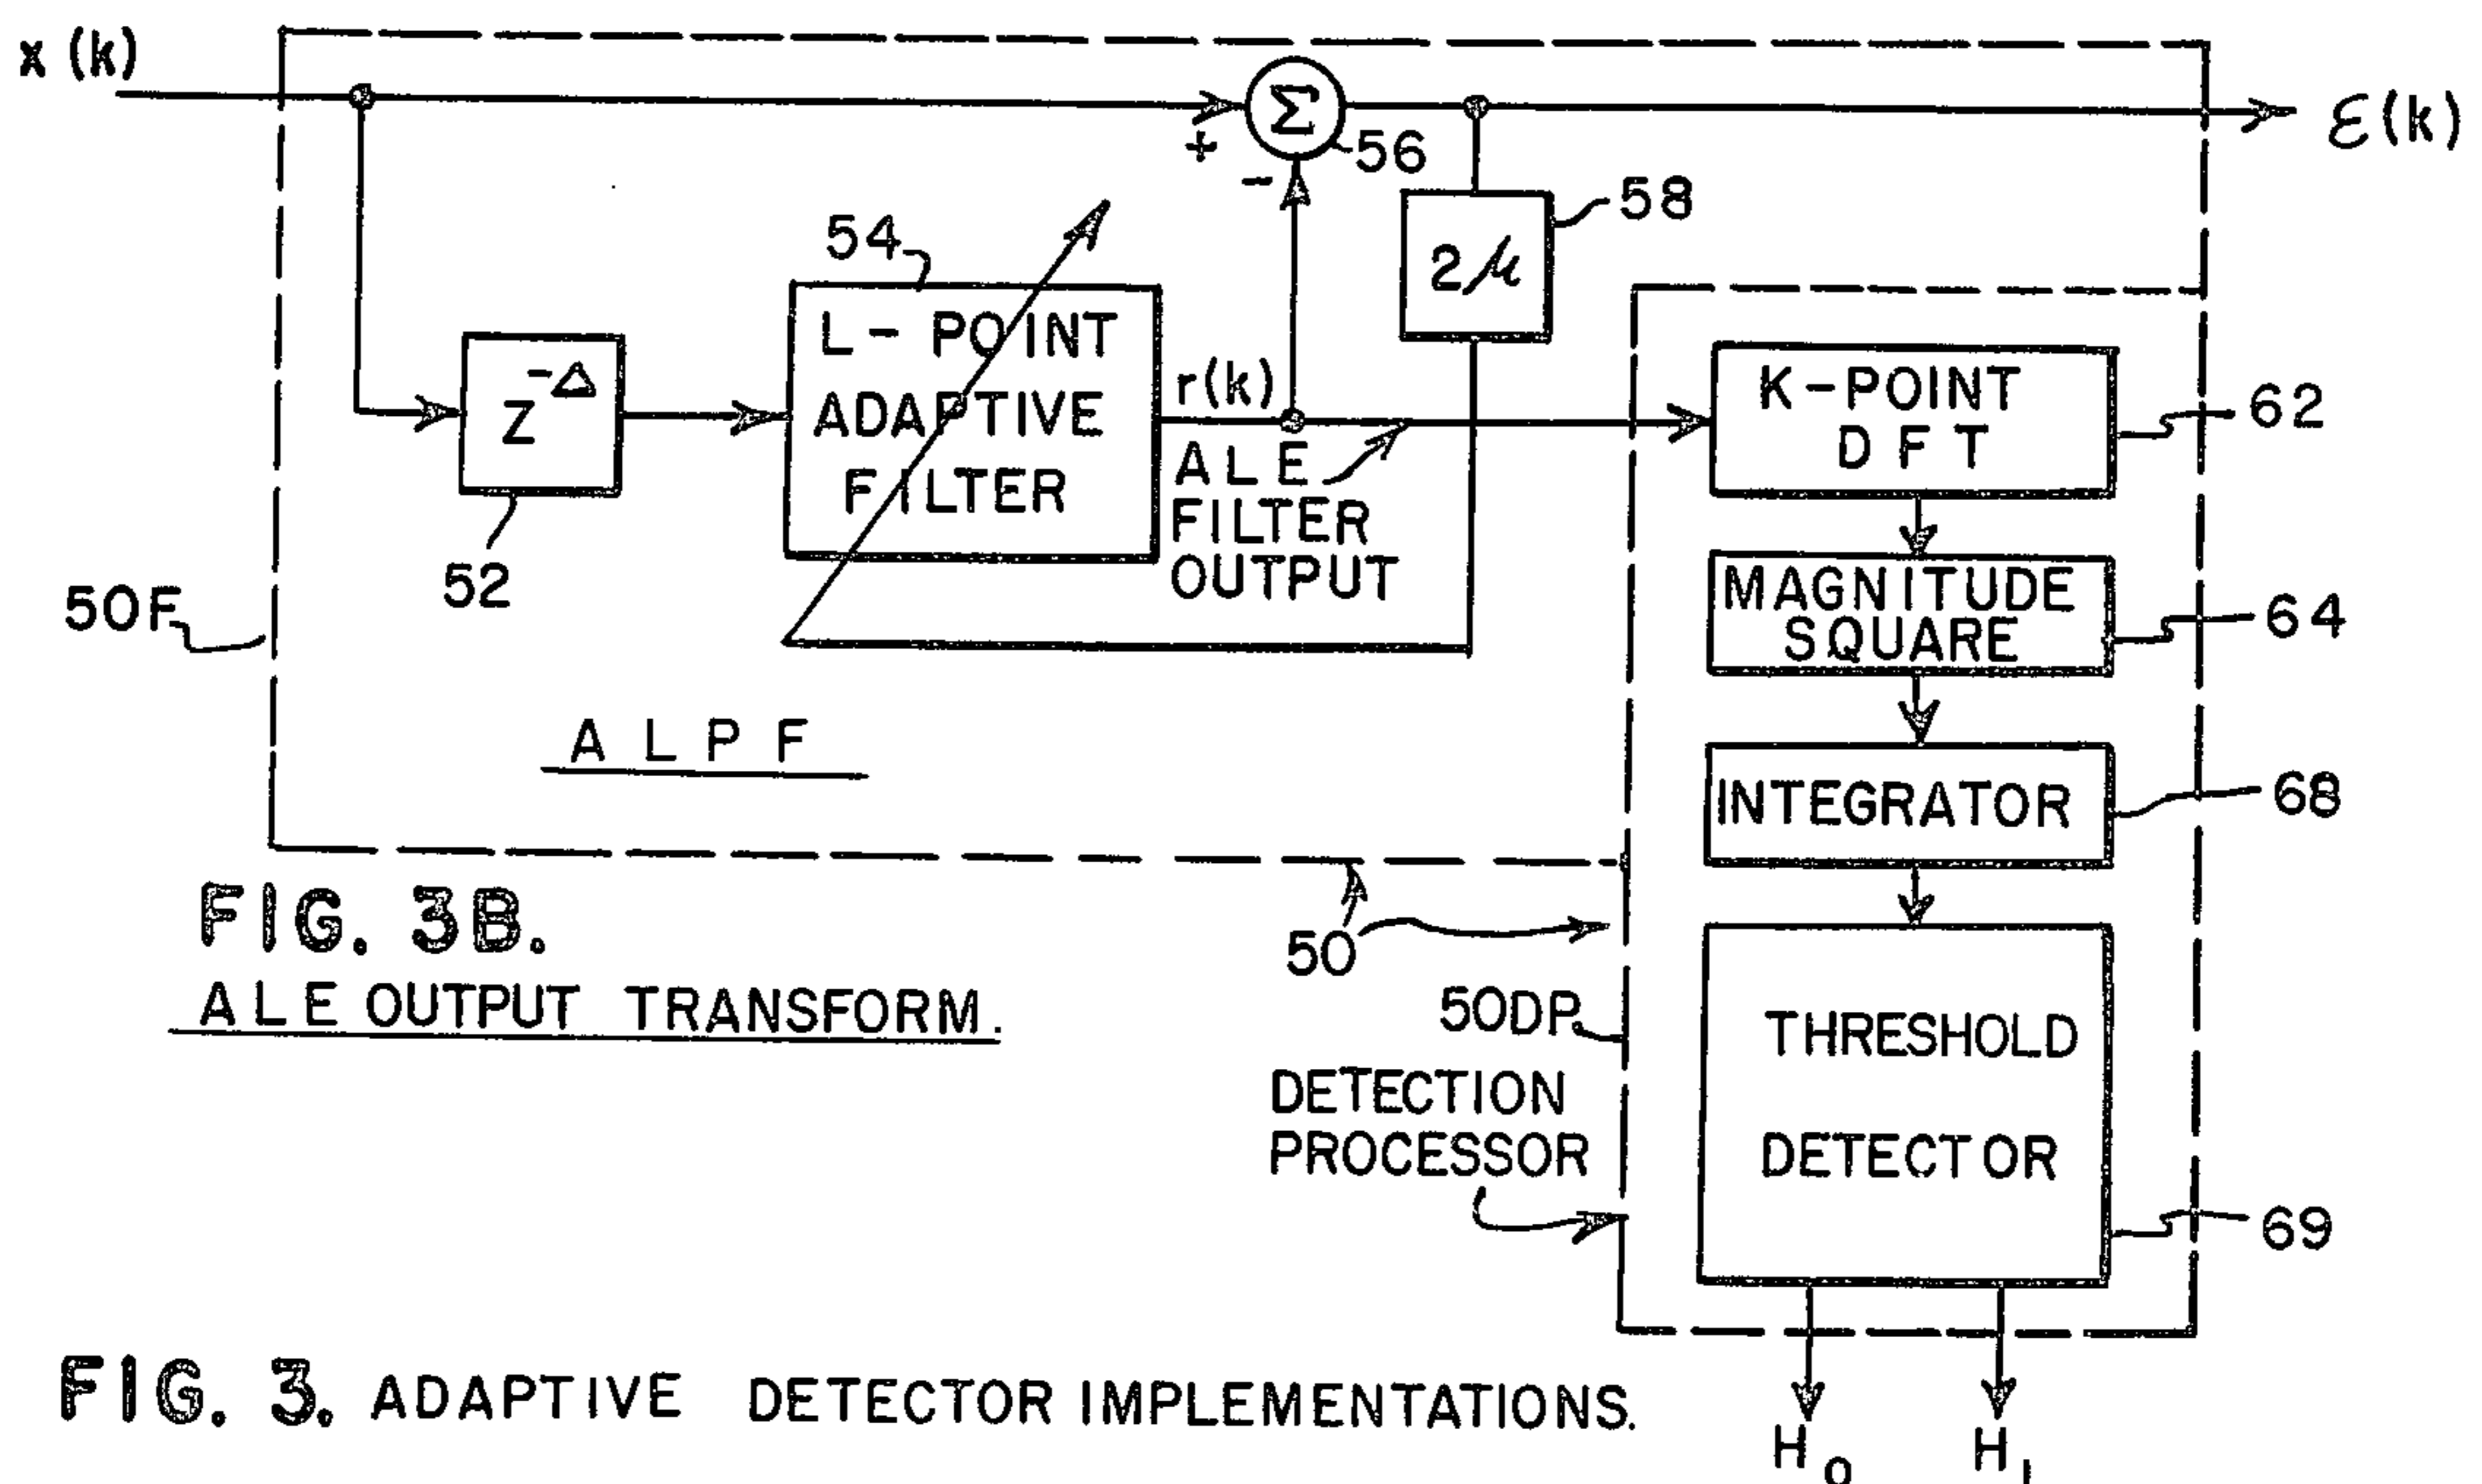 x(k)
Σ
+
-
56
ε(k)
2μ
58
54
L-POINT
ADAPTIVE
FILTER
Z-Δ
52
r(k)
ALE
FILTER
OUTPUT
K-POINT
DFT
62
MAGNITUDE
SQUARE
64
INTEGRATOR
68
50F
ALPF
FIG. 3B.
ALE OUTPUT TRANSFORM.
50
50DP
DETECTION
PROCESSOR
THRESHOLD
DETECTOR
69
FIG. 3. ADAPTIVE DETECTOR IMPLEMENTATIONS.
H0
H1